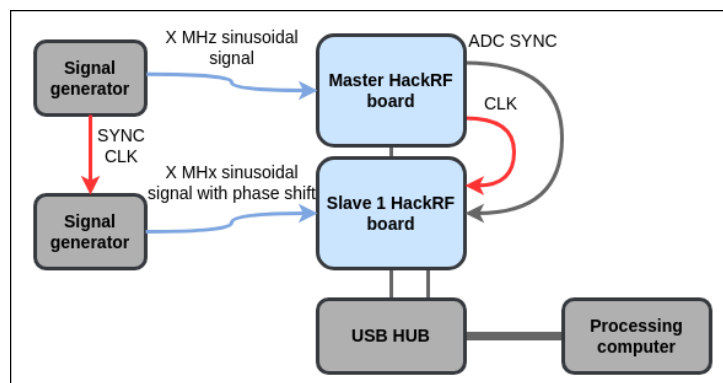 X MHz sinusoidal
signal
ADC SYNC
Signal
generator
Master HackRF
board
CLK
SYNC
CLK
X MHx sinusoidal
signal with phase shift
Signal
generator
Slave 1 HackRF
board
USB HUB
Processing
computer